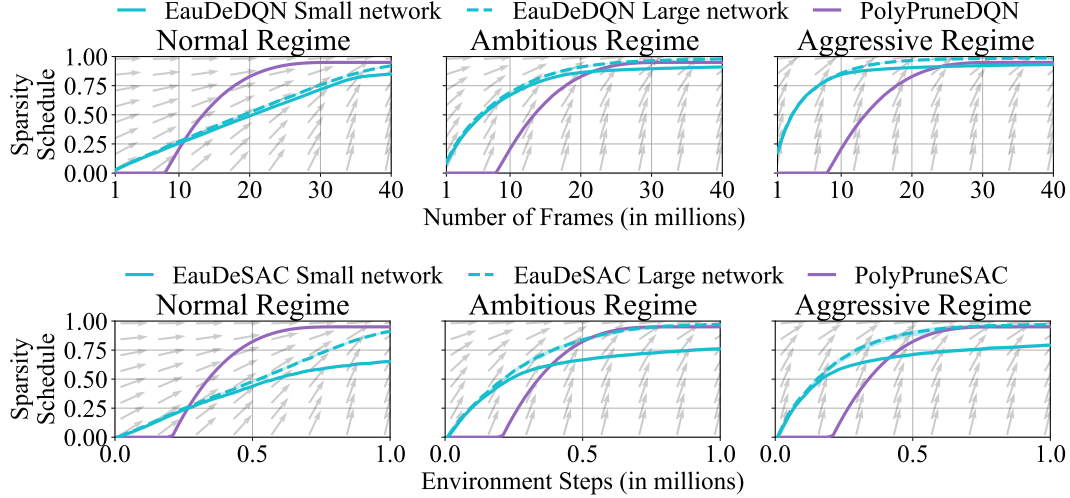 EauDeDQN Small network EauDeDQN Large network PolyPruneDQN
Normal Regime Ambitious Regime Aggressive Regime
Sparsity
Schedule
1.00
0.75
0.50
0.25
0.00
1 10 20 30 40 1 10 20 30 40 1 10 20 30 40
Number of Frames (in millions)
EauDeSAC Small network EauDeSAC Large network PolyPruneSAC
Normal Regime Ambitious Regime Aggressive Regime
Sparsity
Schedule
1.00
0.75
0.50
0.25
0.00
0.0 0.5 1.0 0.0 0.5 1.0 0.0 0.5 1.0
Environment Steps (in millions)